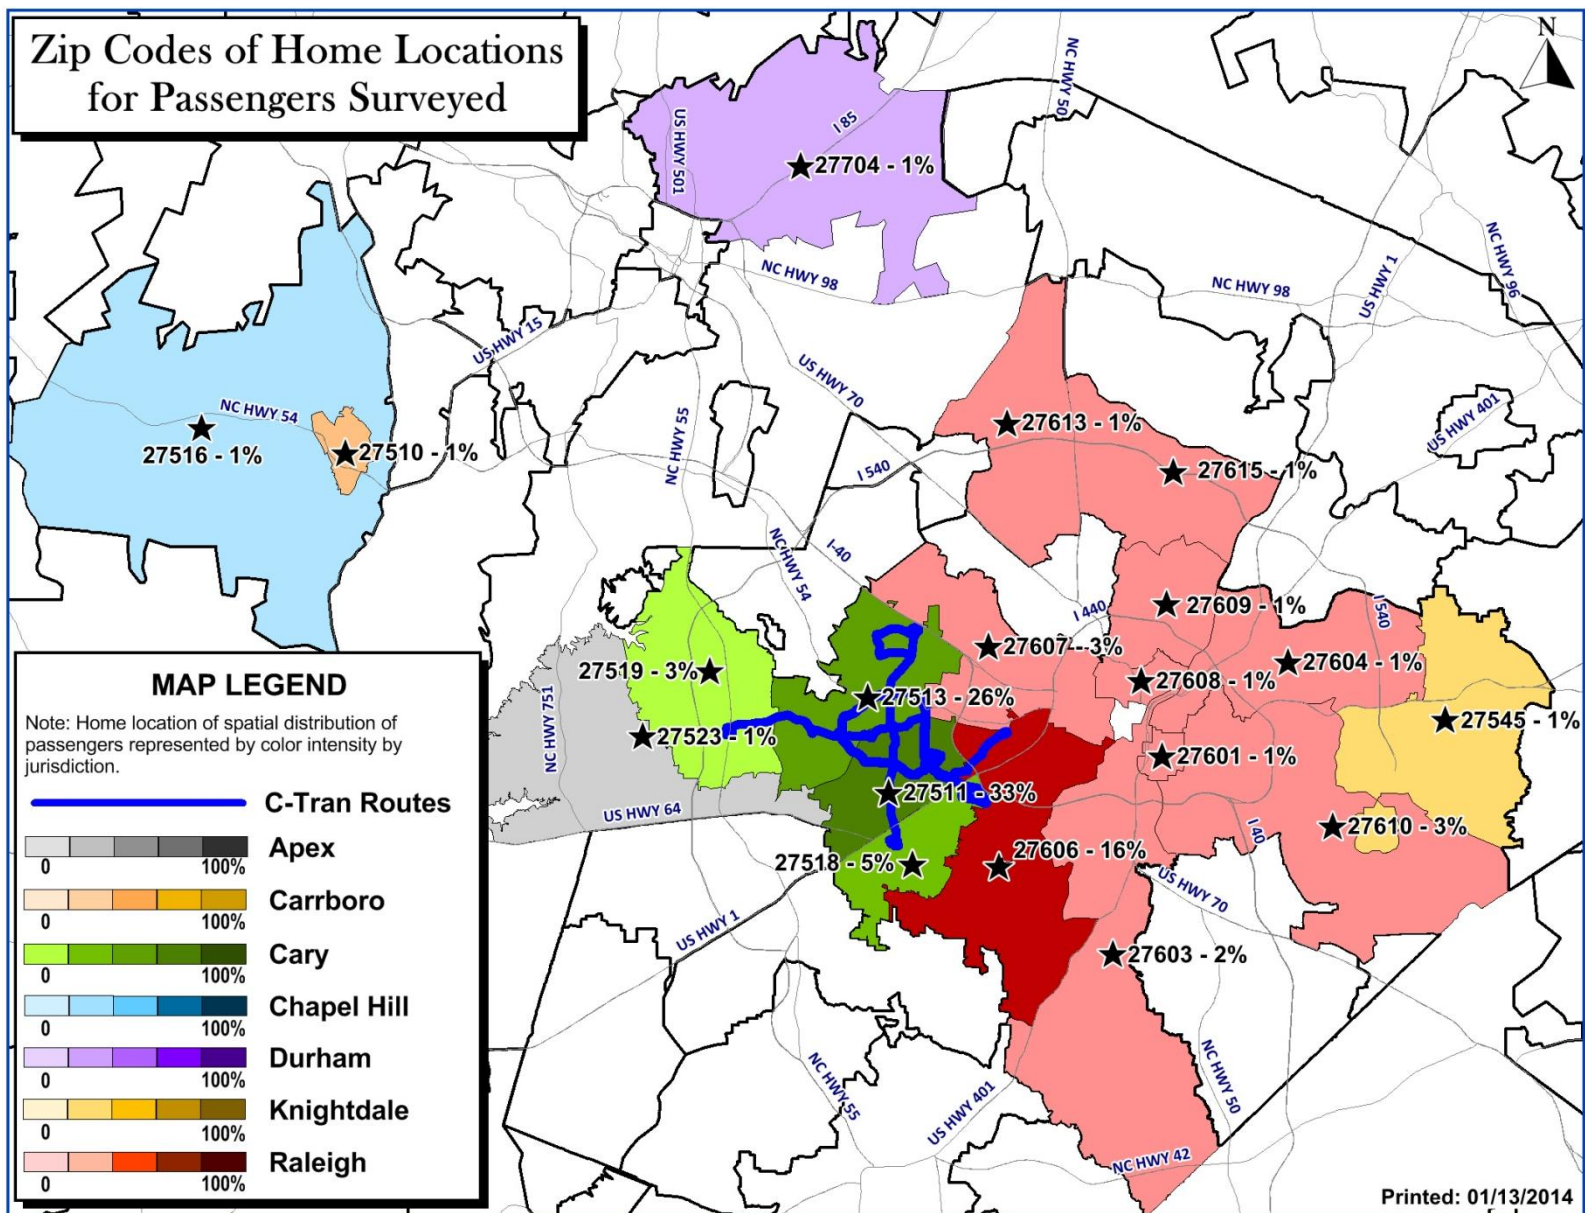 Zip Codes of Home Locations
for Passengers Surveyed
N
NC HWY 50
US HWY 501
I 85
27704 - 1%
NC HWY 98
NC HWY 98
US HWY 1
NC HWY 96
US HWY 15
US HWY 70
NC HWY 54
27516 - 1%
27510 - 1%
NC HWY 55
27613 - 1%
US HWY 401
I 540
27615 - 1%
NC HWY 54
I-40
I 440
27609 - 1%
I 540
27607 - 3%
27604 - 1%
27519 - 3%
27513 - 26%
27608 - 1%
27545 - 1%
NC HWY 751
27523 - 1%
27601 - 1%
27511 - 33%
US HWY 64
I 40
27610 - 3%
27518 - 5%
27606 - 16%
US HWY 70
US HWY 1
27603 - 2%
NC HWY 55
US HWY 401
NC HWY 50
NC HWY 42
MAP LEGEND
Note: Home location of spatial distribution of
passengers represented by color intensity by
jurisdiction.
C-Tran Routes
Apex
0 100%
Carrboro
0 100%
Cary
0 100%
Chapel Hill
0 100%
Durham
0 100%
Knightdale
0 100%
Raleigh
0 100%
Printed: 01/13/2014